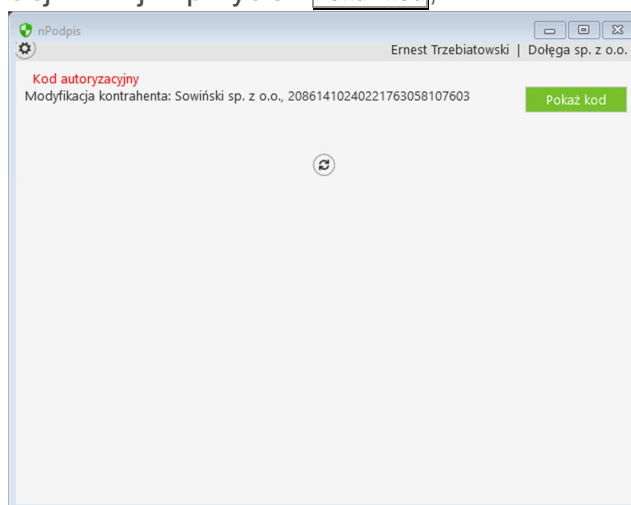 nPodpis
Ernest Trzebiatowski | Dołęga sp. z o.o.
Kod autoryzacyjny
Modyfikacja kontrahenta: Sowiński sp. z o.o., 20861410240221763058107603
Pokaż kod